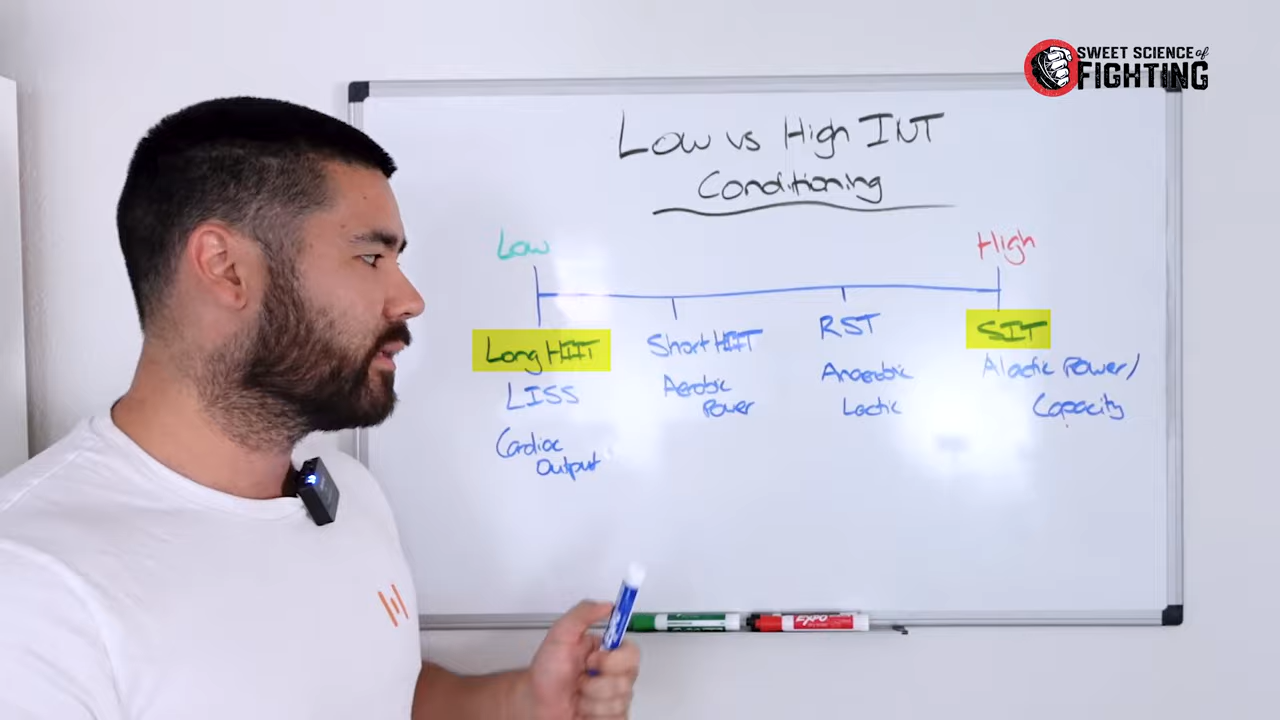 SWEET SCIENCE of
FIGHTING
Low vs High INT
Conditioning
Low
High
Long HIIT
LISS
Cardiac
Output
Short HIIT
Aerobic
Power
RST
Anaerobic
Lactic
SIT
Alactic Power/
Capacity
EXPO